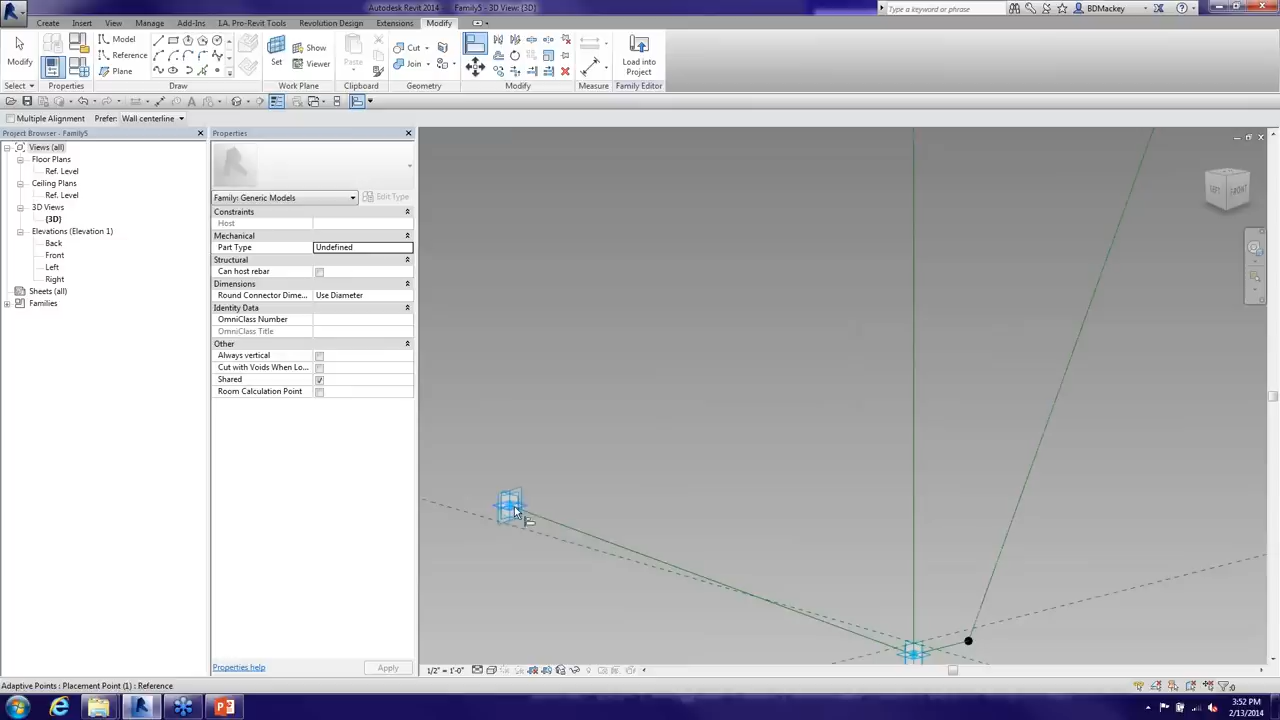 Autodesk Revit 2014 - Family5 - 3D View: {3D}
Type a keyword or phrase
BDMackey
Create Insert View Manage Add-Ins I.A. Pro-Revit Tools Revolution Design Extensions Modify
Modify
Model
Reference
Plane
Set
Show
Viewer
Paste
Cut
Join
Load into
Project
Select Properties Draw Work Plane Clipboard Geometry Modify Measure Family Editor
Multiple Alignment Prefer: Wall centerline
Project Browser - Family5
Views (all)
Floor Plans
Ref. Level
Ceiling Plans
Ref. Level
3D Views
{3D}
Elevations (Elevation 1)
Back
Front
Left
Right
Sheets (all)
Families
Properties
Family: Generic Models
Edit Type
Constraints
Host
Mechanical
Part Type Undefined
Structural
Can host rebar
Dimensions
Round Connector Dime... Use Diameter
Identity Data
OmniClass Number
OmniClass Title
Other
Always vertical
Cut with Voids When Lo...
Shared
Room Calculation Point
Properties help
Apply
LEFT FRONT
1/2" = 1'-0"
Adaptive Points : Placement Point (1) : Reference
:0
3:52 PM
2/13/2014